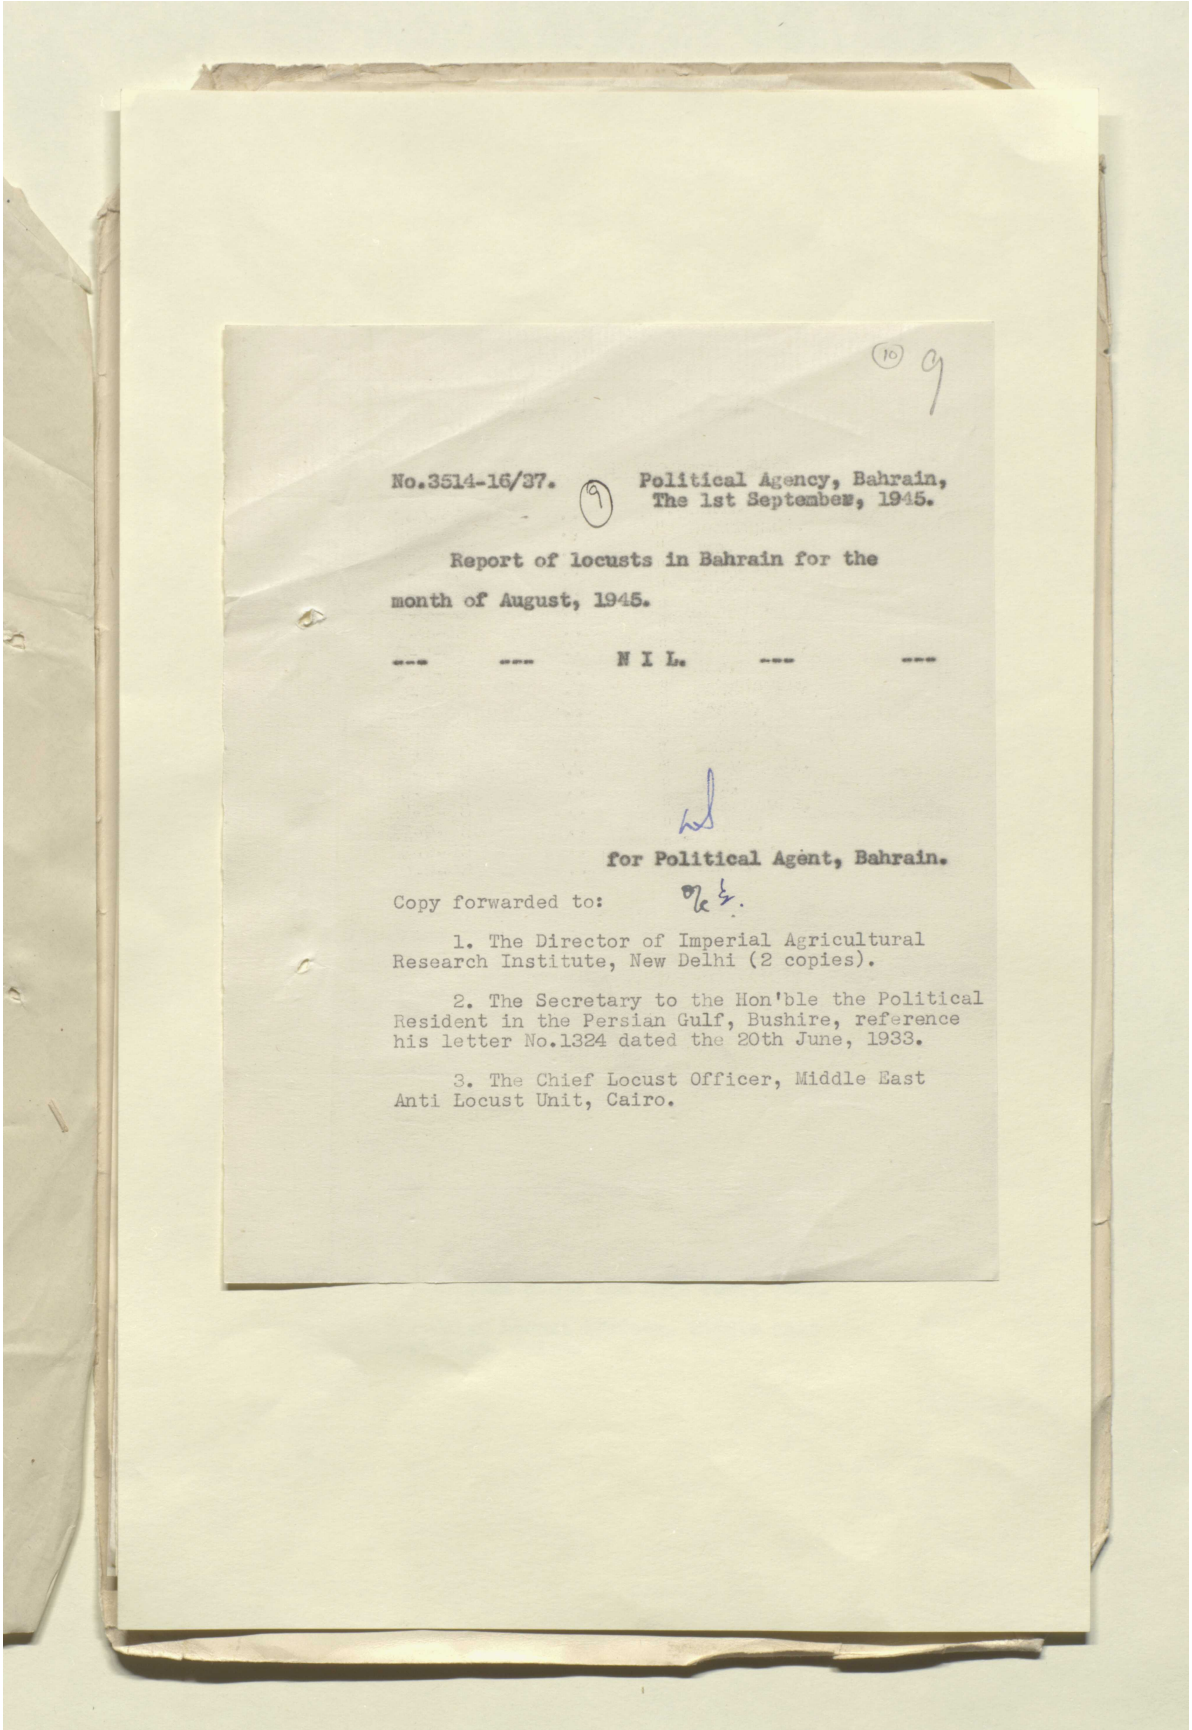 10 9
No.3514-16/37. Political Agency, Bahrain,
9 The 1st September, 1945.
Report of locusts in Bahrain for the
month of August, 1945.
--- --- N I L. --- ---
for Political Agent, Bahrain.
Copy forwarded to:
1. The Director of Imperial Agricultural
Research Institute, New Delhi (2 copies).
2. The Secretary to the Hon'ble the Political
Resident in the Persian Gulf, Bushire, reference
his letter No.1324 dated the 20th June, 1933.
3. The Chief Locust Officer, Middle East
Anti Locust Unit, Cairo.